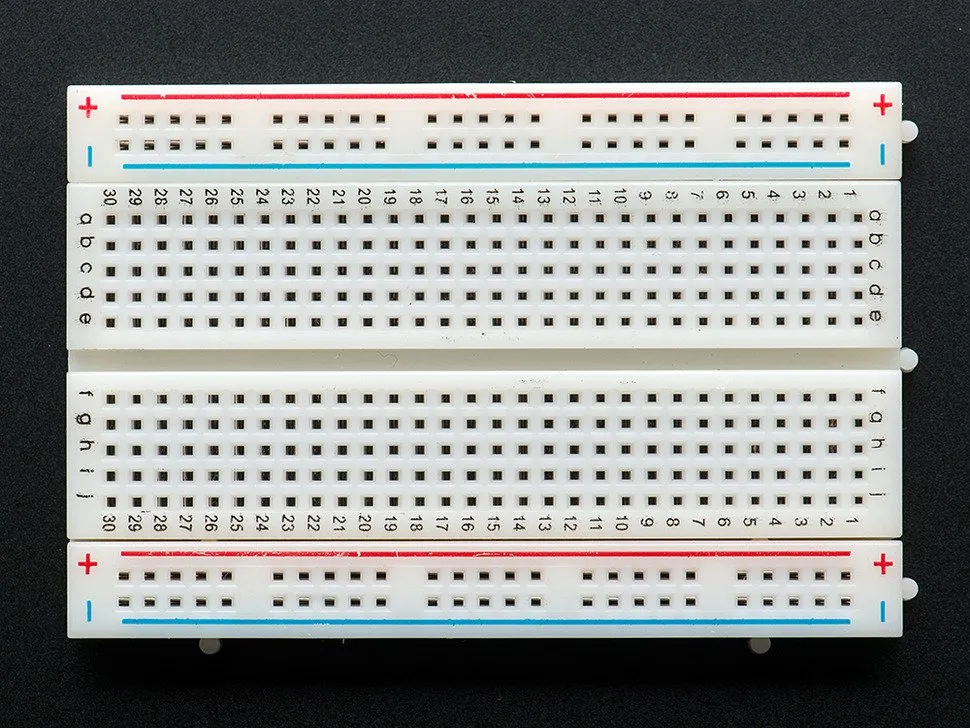 + +
- -
30 29 28 27 26 25 24 23 22 21 20 19 18 17 16 15 14 13 12 11 10 9 8 7 6 5 4 3 2 1
a a
b b
c c
d d
e e
f f
g g
h h
i i
j j
30 29 28 27 26 25 24 23 22 21 20 19 18 17 16 15 14 13 12 11 10 9 8 7 6 5 4 3 2 1
+ +
- -